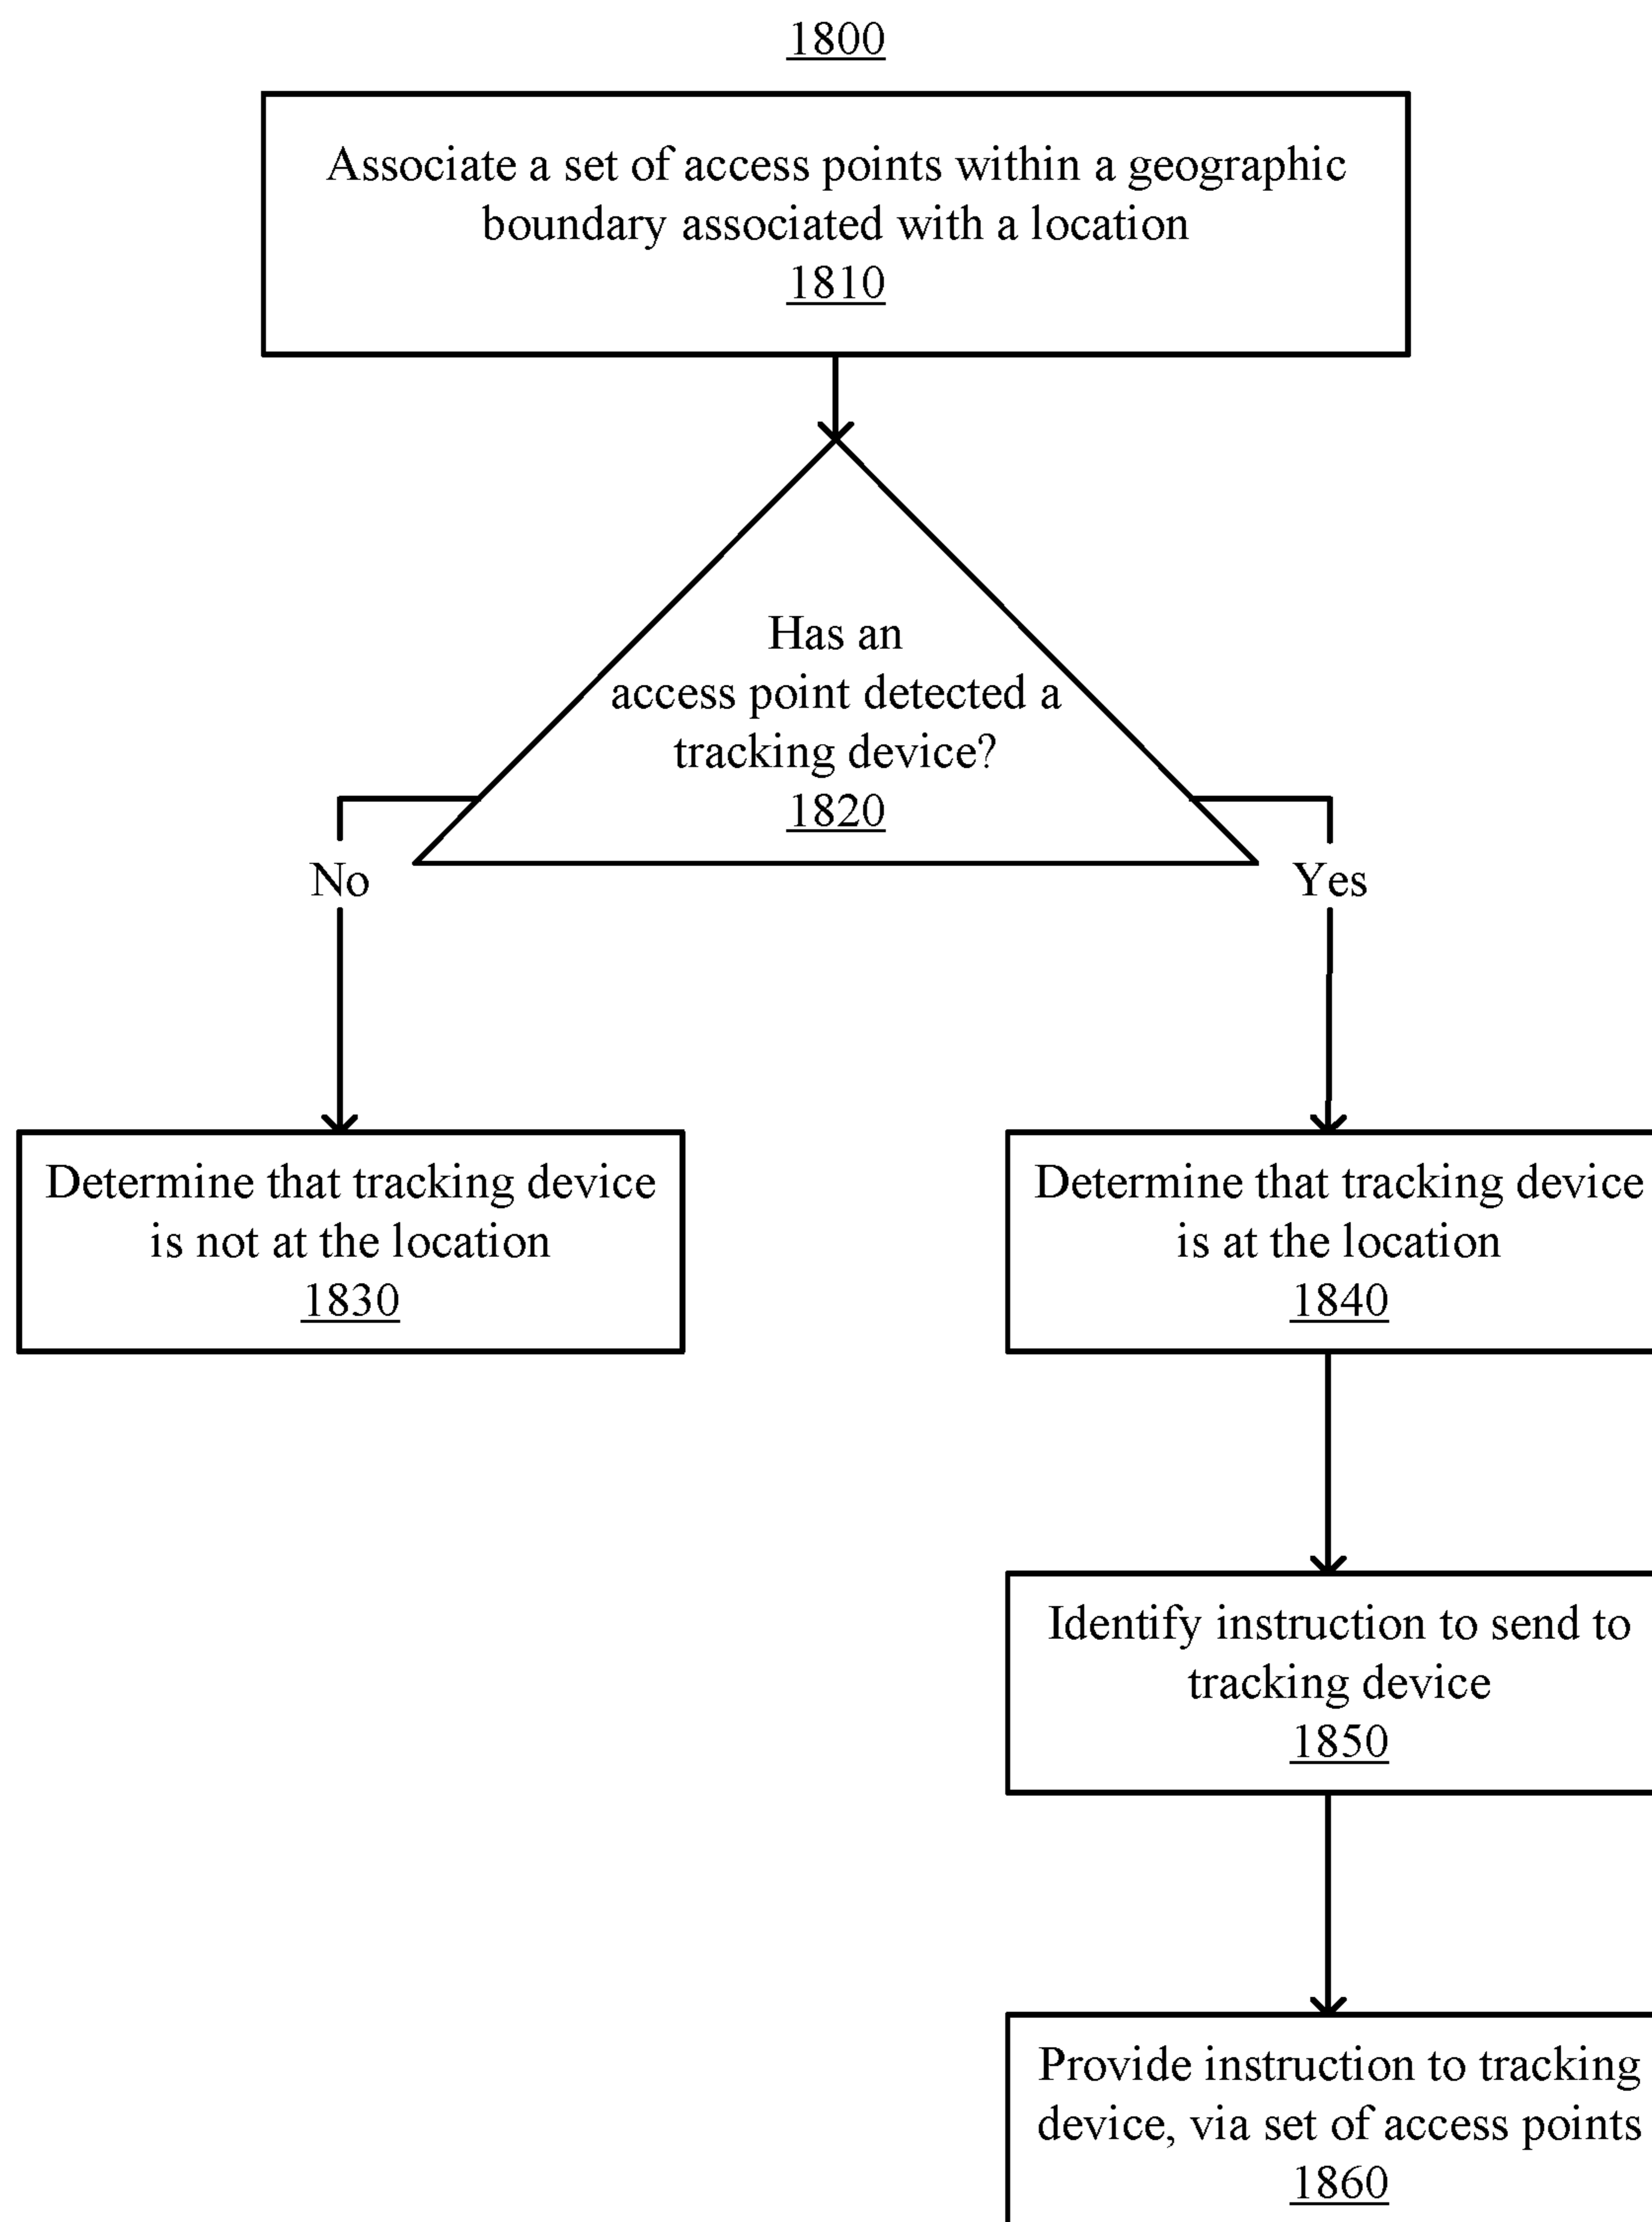 1800
Associate a set of access points within a geographic
boundary associated with a location
1810
Has an
access point detected a
tracking device?
1820
No
Yes
Determine that tracking device
is not at the location
1830
Determine that tracking device
is at the location
1840
Identify instruction to send to
tracking device
1850
Provide instruction to tracking
device, via set of access points
1860